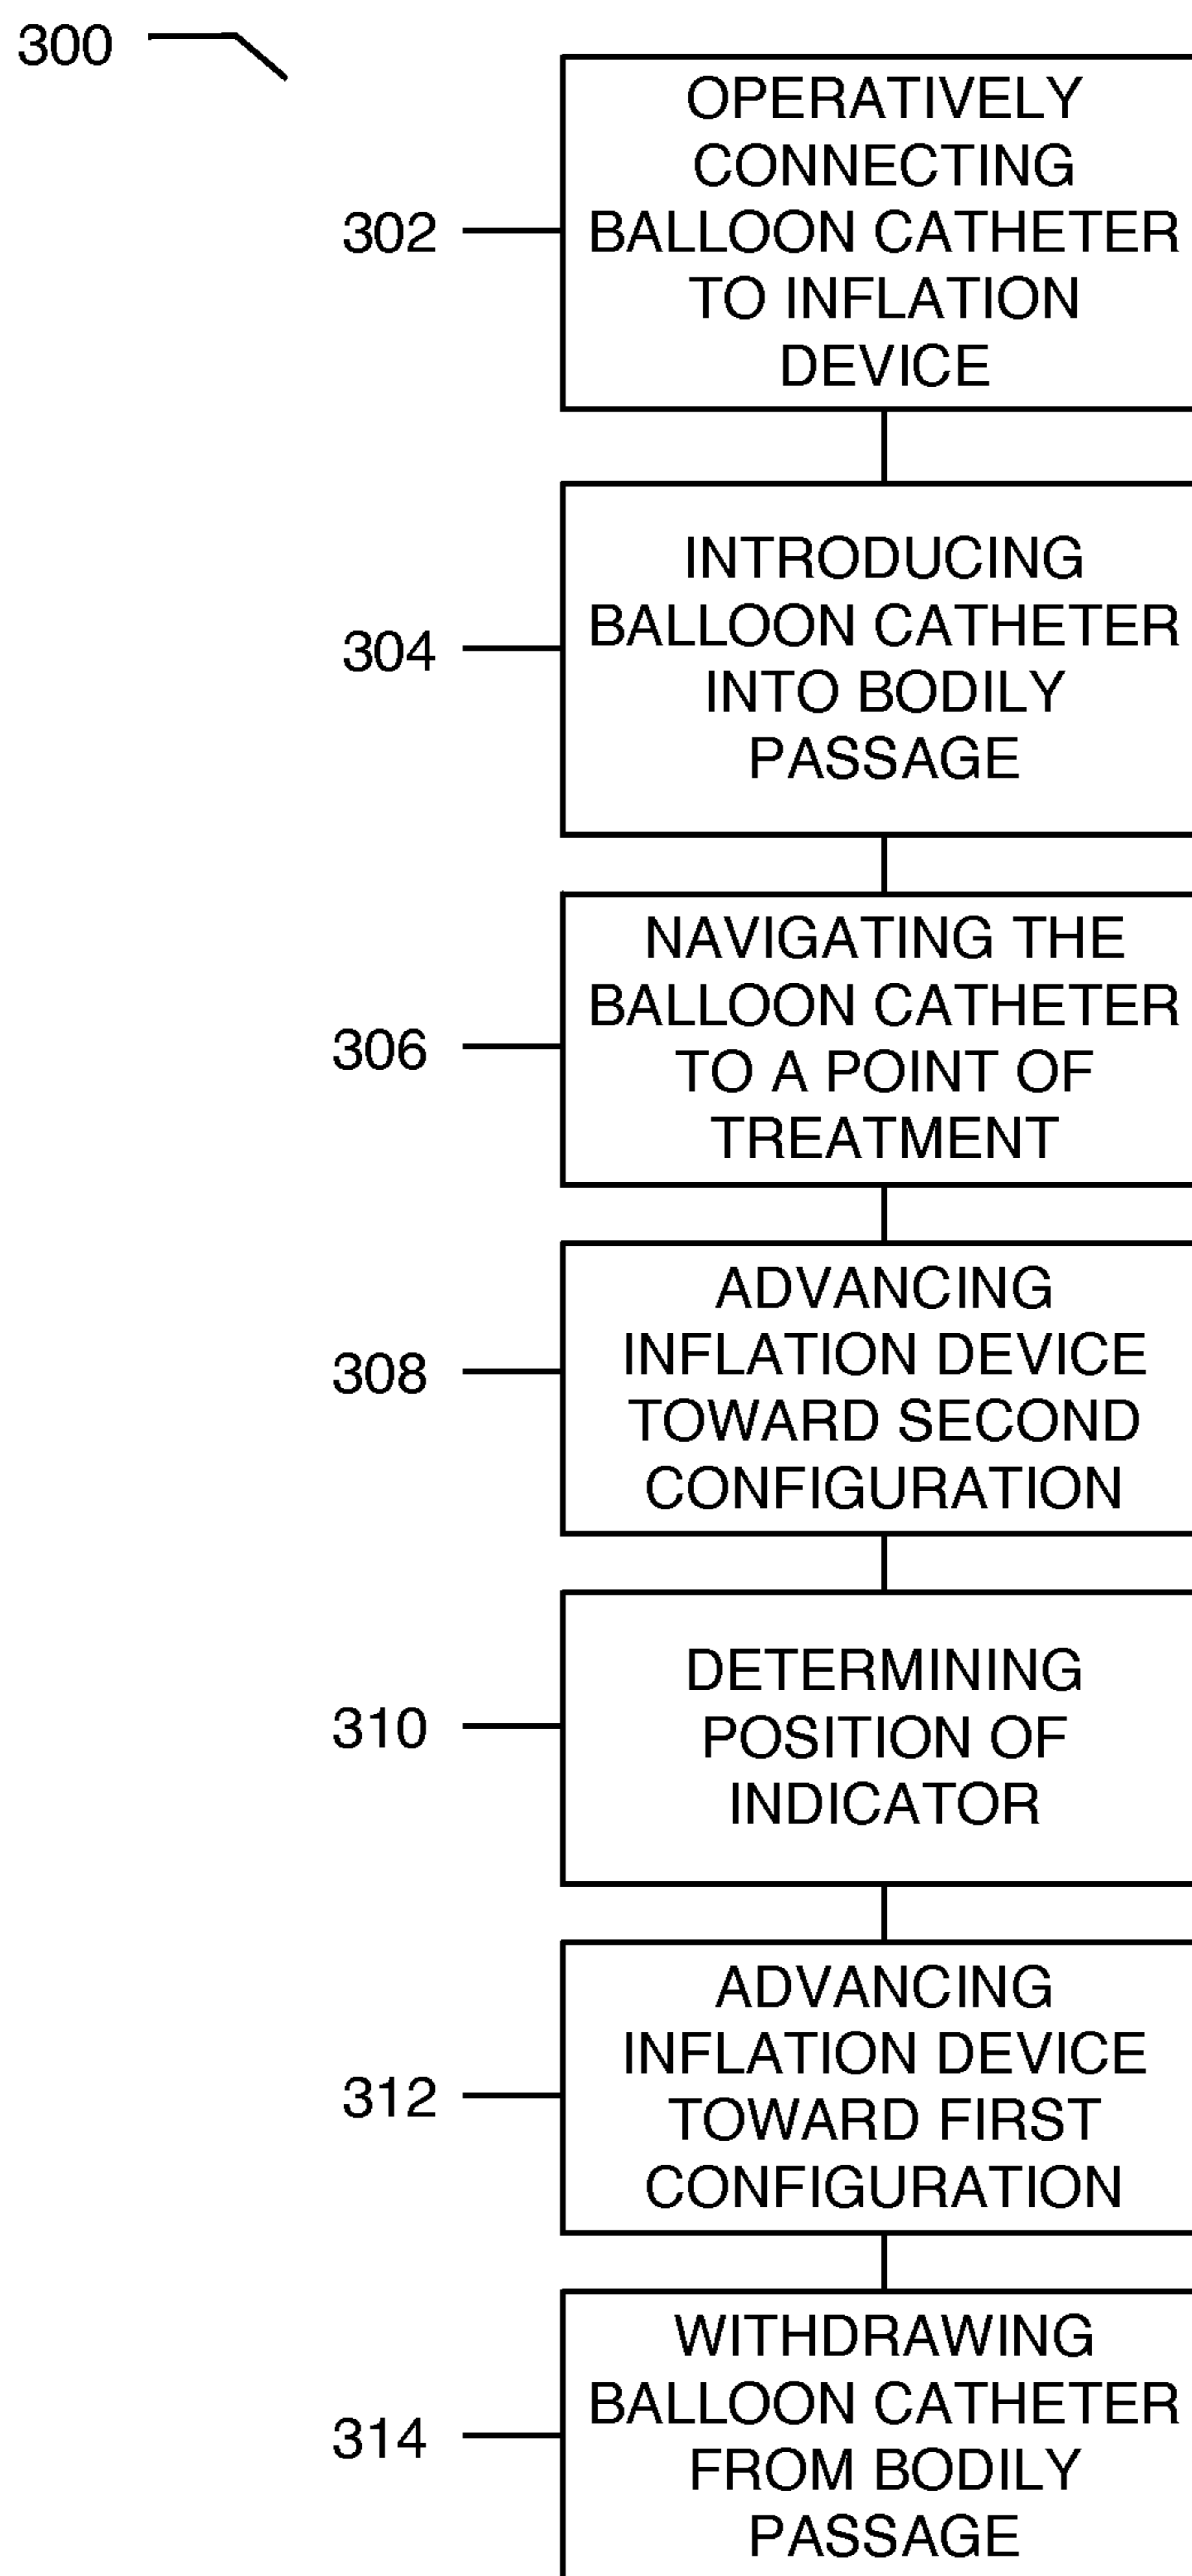 300
OPERATIVELY
CONNECTING
302
BALLOON CATHETER
TO INFLATION
DEVICE
INTRODUCING
BALLOON CATHETER
304
INTO BODILY
PASSAGE
NAVIGATING THE
BALLOON CATHETER
306
TO A POINT OF
TREATMENT
ADVANCING
INFLATION DEVICE
308
TOWARD SECOND
CONFIGURATION
DETERMINING
310
POSITION OF
INDICATOR
ADVANCING
INFLATION DEVICE
312
TOWARD FIRST
CONFIGURATION
WITHDRAWING
BALLOON CATHETER
314
FROM BODILY
PASSAGE